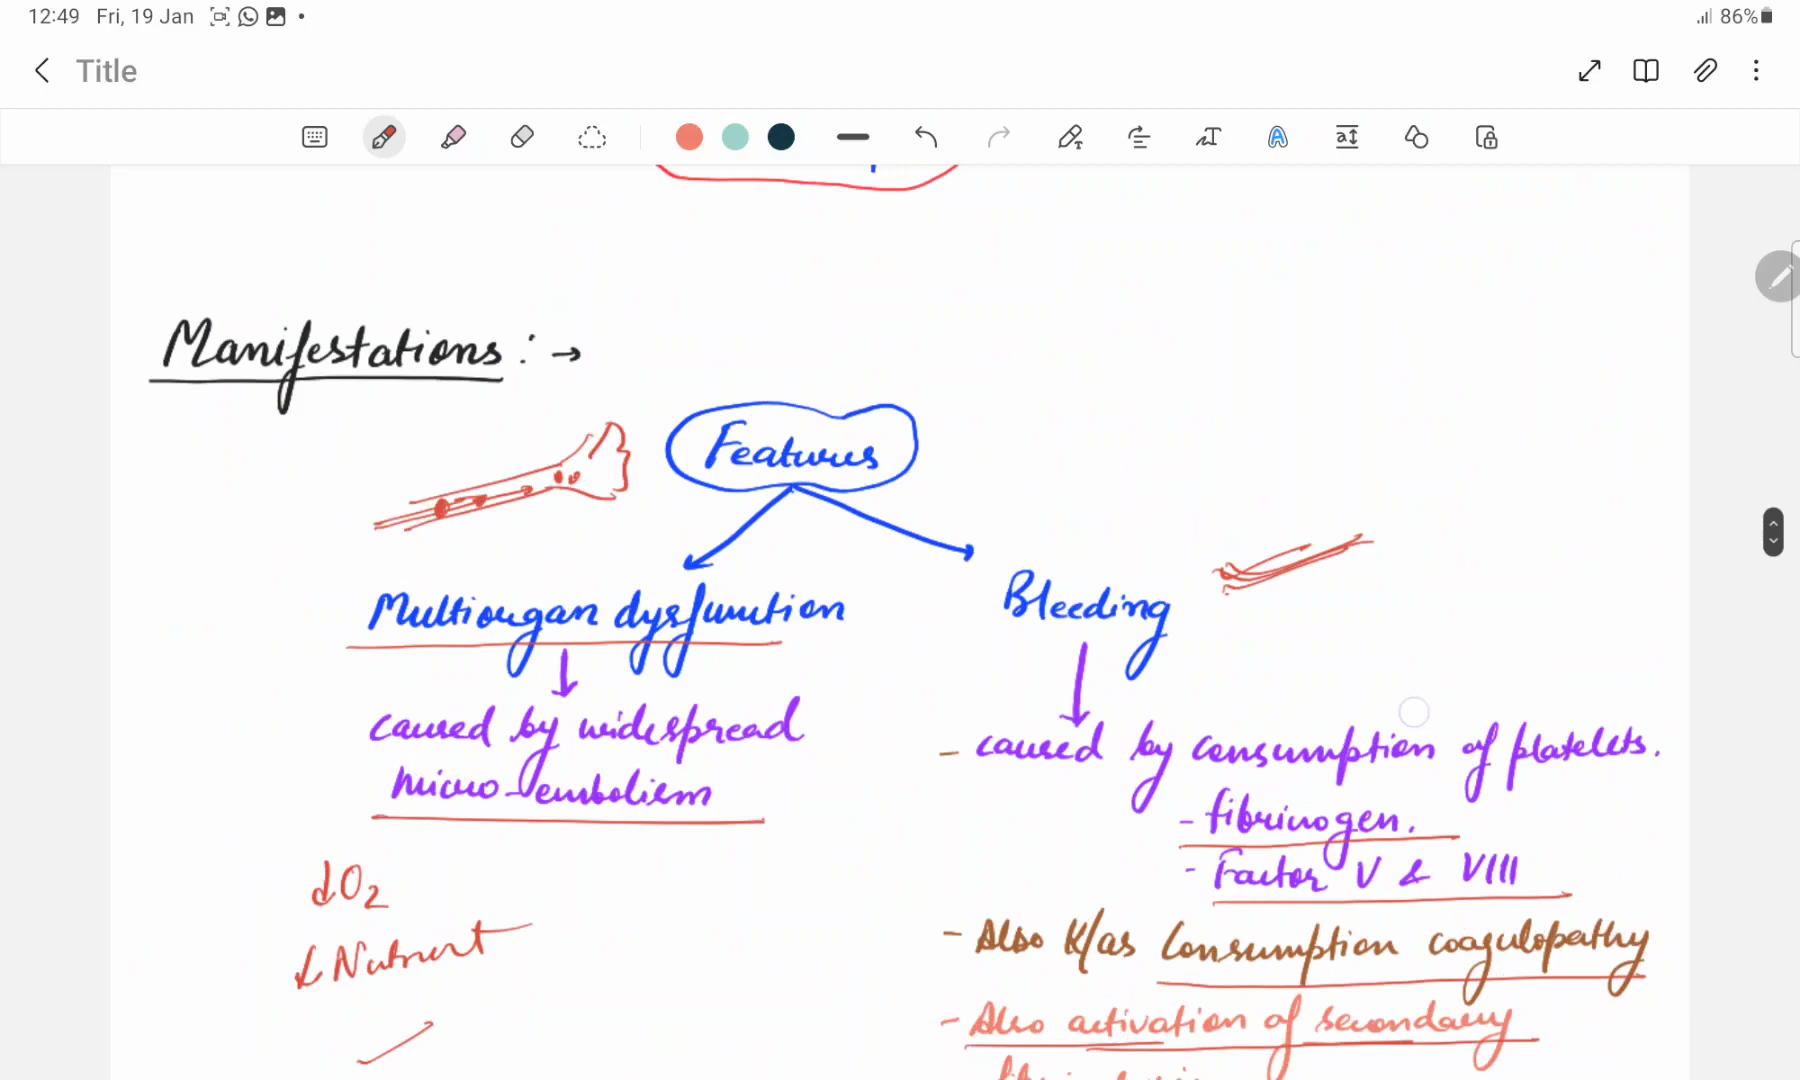 12:49 Fri, 19 Jan
86%
Title
Manifestations : →
Features
Multiorgan dysfunction
Bleeding
caused by widespread
micro-embolism
- caused by consumption of platelets.
- fibrinogen.
- Factor V & VIII
↓O2
↓ Nutrient
- Also K/as Consumption coagulopathy
- Also activation of secondary